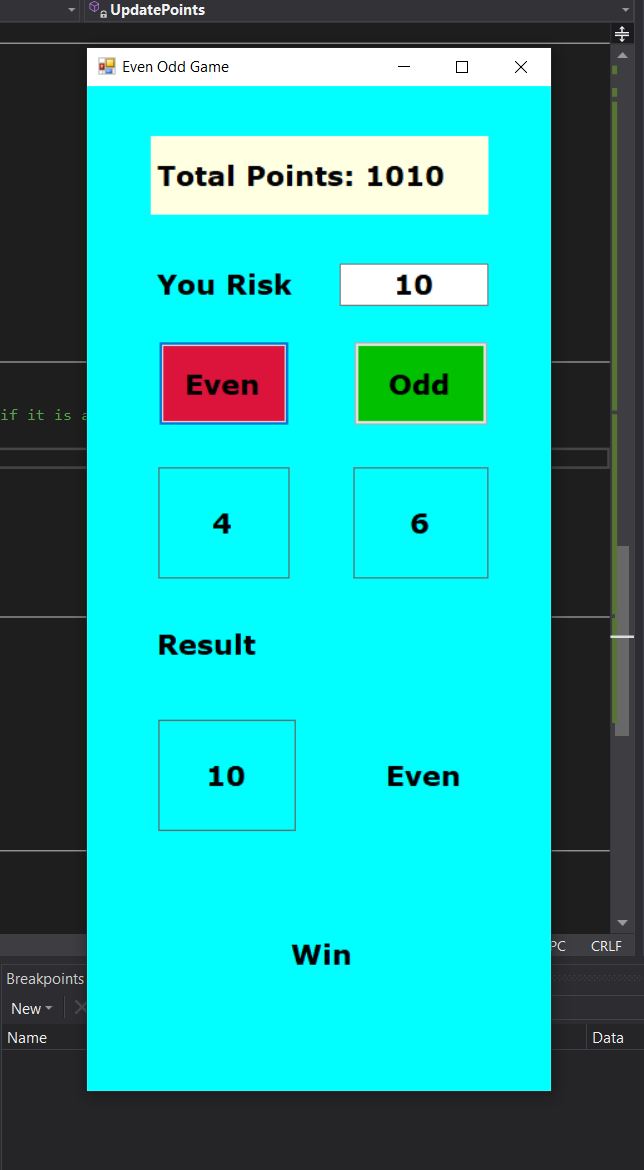 UpdatePoints
Even Odd Game
Total Points: 1010
You Risk 10
Even Odd
if it is
4 6
Result
10 Even
Win
CRLF
Breakpoints
New
Name Data